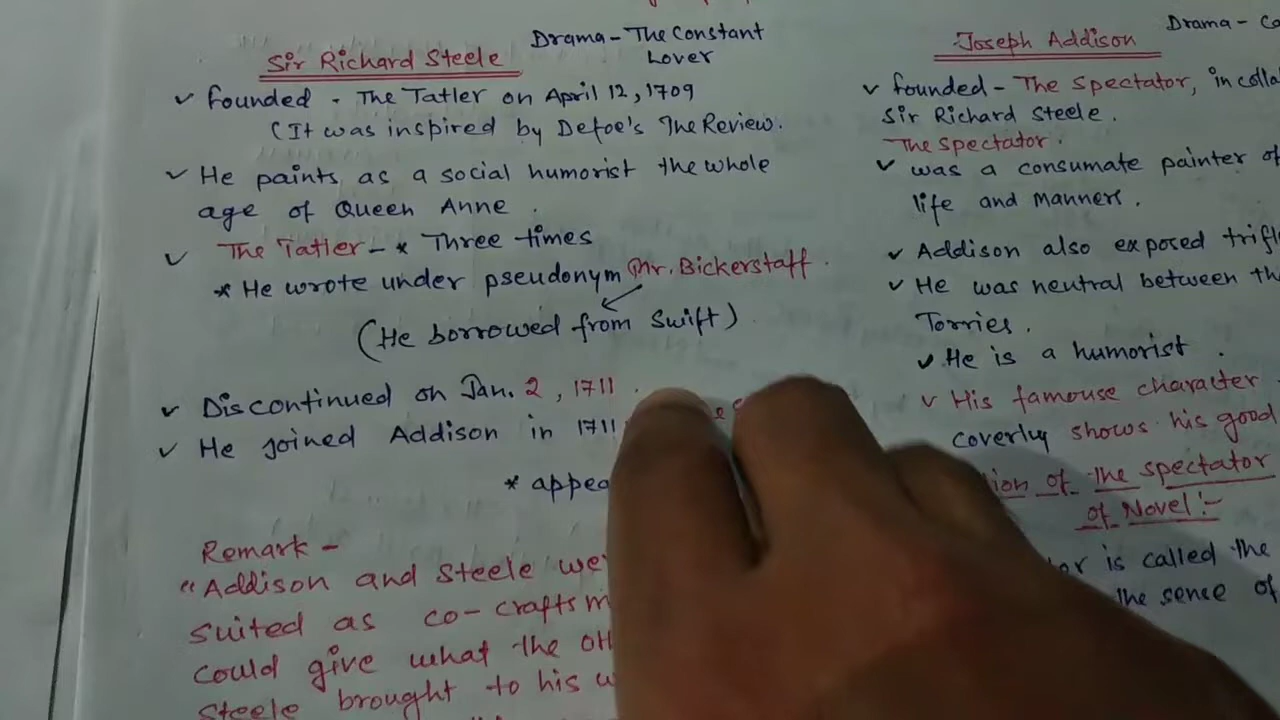 Sir Richard Steele
Drama - The Constant
Lover
✓ founded - The Tatler on April 12, 1709
(It was inspired by Defoe's The Review.
✓ He paints as a social humorist the whole
age of Queen Anne.
✓ The Tatler - * Three times
* He wrote under pseudonym Mr. Bickerstaff.
(He borrowed from Swift)
✓ Discontinued on Jan. 2, 1711.
✓ He joined Addison in 1711
* appea
Remark -
"Addison and Steele we
suited as co-crafts
could give what the
Steele brought to his
Joseph Addison
Drama -
✓ founded - The Spectator, in
Sir Richard Steele.
The Spectator.
✓ was a consumate painter of
life and Manners.
✓ Addison also exposed
✓ He was neutral between
Torries.
✓ He is a humorist.
✓ His famouse character
coverly shows his good
of the spectator
of Novel :-
is called the
the sense of